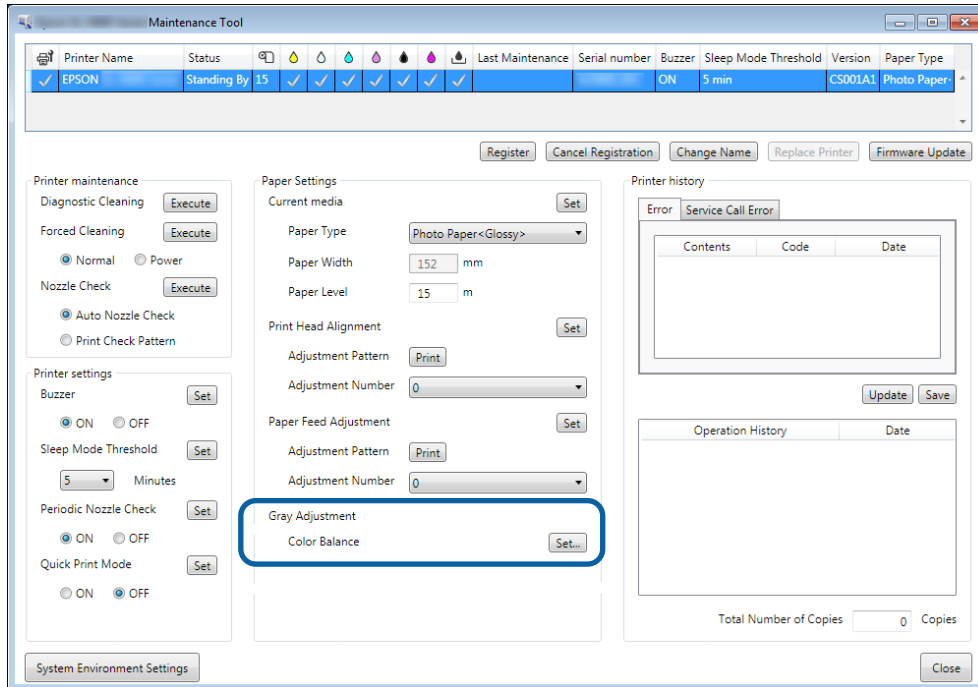 Maintenance Tool
Printer Name Status Last Maintenance Serial number Buzzer Sleep Mode Threshold Version Paper Type
EPSON Standing By 15 ON 5 min CS001A1 Photo Paper
Register Cancel Registration Change Name Replace Printer Firmware Update
Printer maintenance
Diagnostic Cleaning Execute
Forced Cleaning Execute
Normal Power
Nozzle Check Execute
Auto Nozzle Check
Print Check Pattern
Printer settings
Buzzer Set
ON OFF
Sleep Mode Threshold Set
5 Minutes
Periodic Nozzle Check Set
ON OFF
Quick Print Mode Set
ON OFF
Paper Settings
Current media Set
Paper Type Photo Paper<Glossy>
Paper Width 152 mm
Paper Level 15 m
Print Head Alignment Set
Adjustment Pattern Print
Adjustment Number 0
Paper Feed Adjustment Set
Adjustment Pattern Print
Adjustment Number 0
Gray Adjustment
Color Balance Set...
Printer history
Error Service Call Error
Contents Code Date
Update Save
Operation History Date
Total Number of Copies 0 Copies
System Environment Settings
Close